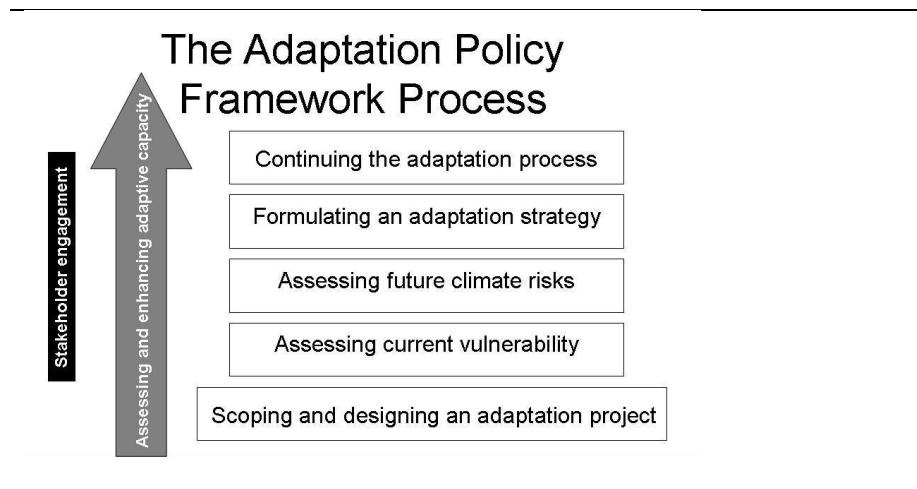 The Adaptation Policy
Framework Process
Stakeholder engagement
Assessing and enhancing adaptive capacity
Continuing the adaptation process
Formulating an adaptation strategy
Assessing future climate risks
Assessing current vulnerability
Scoping and designing an adaptation project